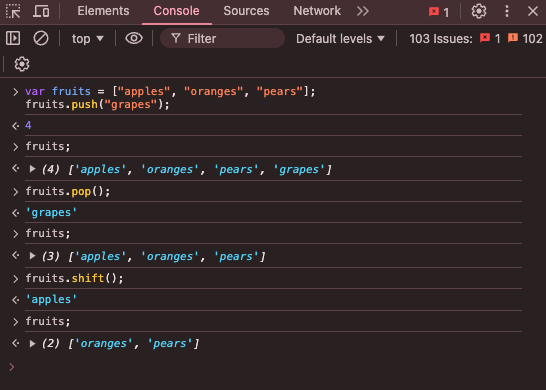 Elements Console Sources Network 1
top Filter Default levels 103 Issues: 1 102
> var fruits = ["apples", "oranges", "pears"];
fruits.push("grapes");
4
> fruits;
(4) ['apples', 'oranges', 'pears', 'grapes']
> fruits.pop();
'grapes'
> fruits;
(3) ['apples', 'oranges', 'pears']
> fruits.shift();
'apples'
> fruits;
(2) ['oranges', 'pears']
>